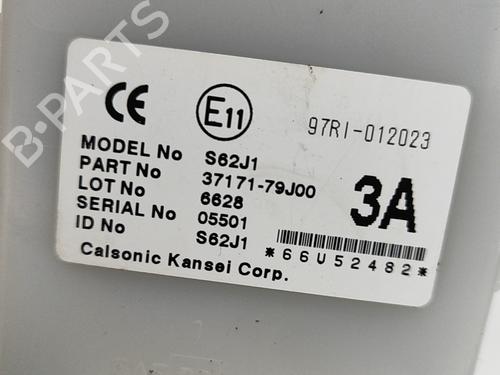 CE E11 97RI-012023
MODEL No S62J1
PART No 37171-79J00
LOT No 6628
SERIAL No 05501
ID No S62J1
3A
*66U52482*
Calsonic Kansei Corp.
B-PARTS